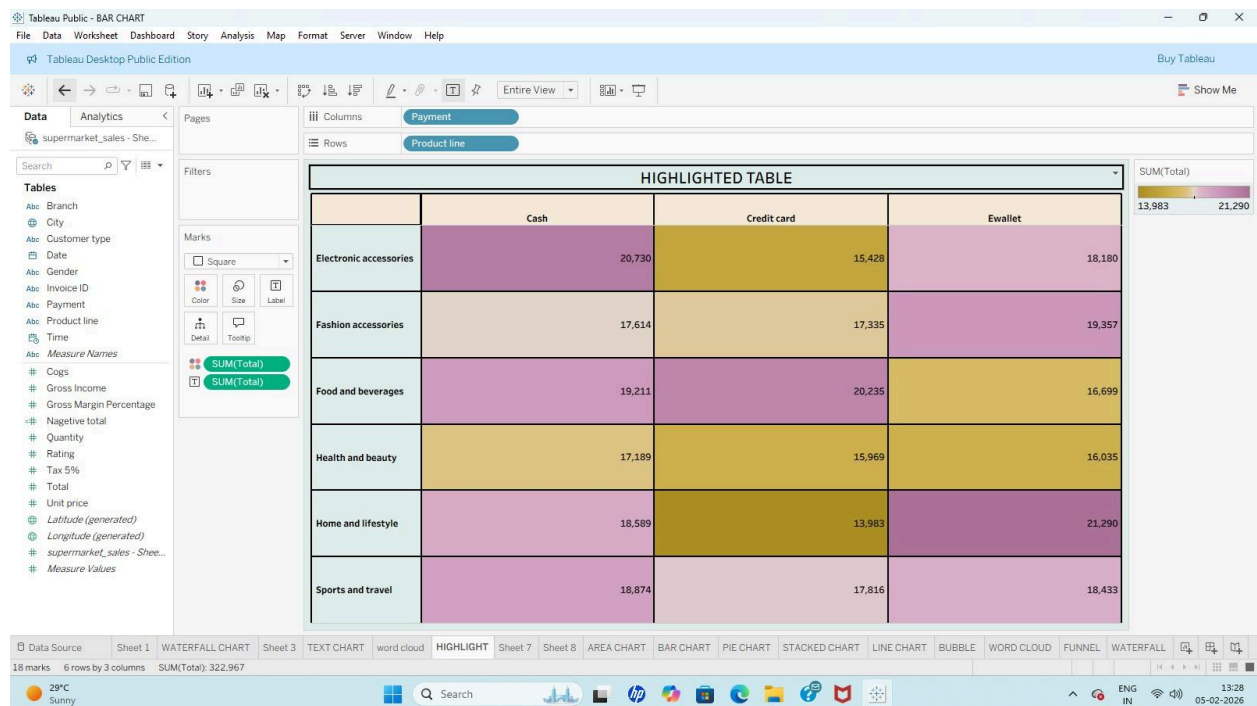 Tableau Public - BAR CHART
File Data Worksheet Dashboard Story Analysis Map Format Server Window Help
Tableau Desktop Public Edition Buy Tableau
Entire View Show Me
Data Analytics
supermarket_sales - She...
Search
Tables
Abc Branch
City
Abc Customer type
Date
Abc Gender
Abc Invoice ID
Abc Payment
Abc Product line
Time
Abc Measure Names
# Cogs
# Gross Income
# Gross Margin Percentage
=# Nagetive total
# Quantity
# Rating
# Tax 5%
# Total
# Unit price
Latitude (generated)
Longitude (generated)
# supermarket_sales - Shee...
# Measure Values
Pages
Filters
Marks
Square
Color Size Label
Detail Tooltip
SUM(Total)
T SUM(Total)
iii Columns Payment
Rows Product line
HIGHLIGHTED TABLE
Cash Credit card Ewallet
Electronic accessories 20,730 15,428 18,180
Fashion accessories 17,614 17,335 19,357
Food and beverages 19,211 20,235 16,699
Health and beauty 17,189 15,969 16,035
Home and lifestyle 18,589 13,983 21,290
Sports and travel 18,874 17,816 18,433
SUM(Total)
13,983 21,290
Data Source Sheet 1 WATERFALL CHART Sheet 3 TEXT CHART word cloud HIGHLIGHT Sheet 7 Sheet 8 AREA CHART BAR CHART PIE CHART STACKED CHART LINE CHART BUBBLE WORD CLOUD FUNNEL WATERFALL
18 marks 6 rows by 3 columns SUM(Total): 322,967
29°C
Sunny
Search
hp
ENG
IN
13:28
05-02-2026